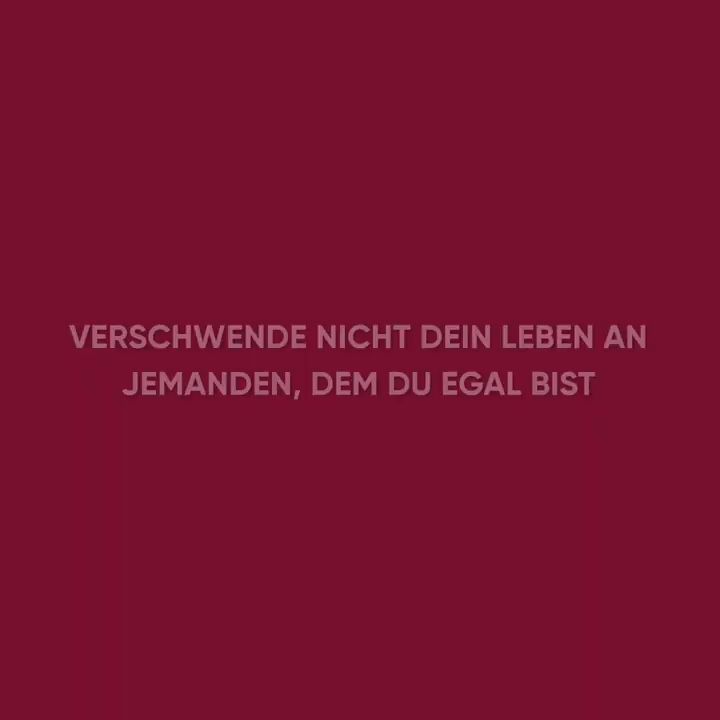 VERSCHWENDE NICHT DEIN LEBEN AN
JEMANDEN, DEM DU EGAL BIST